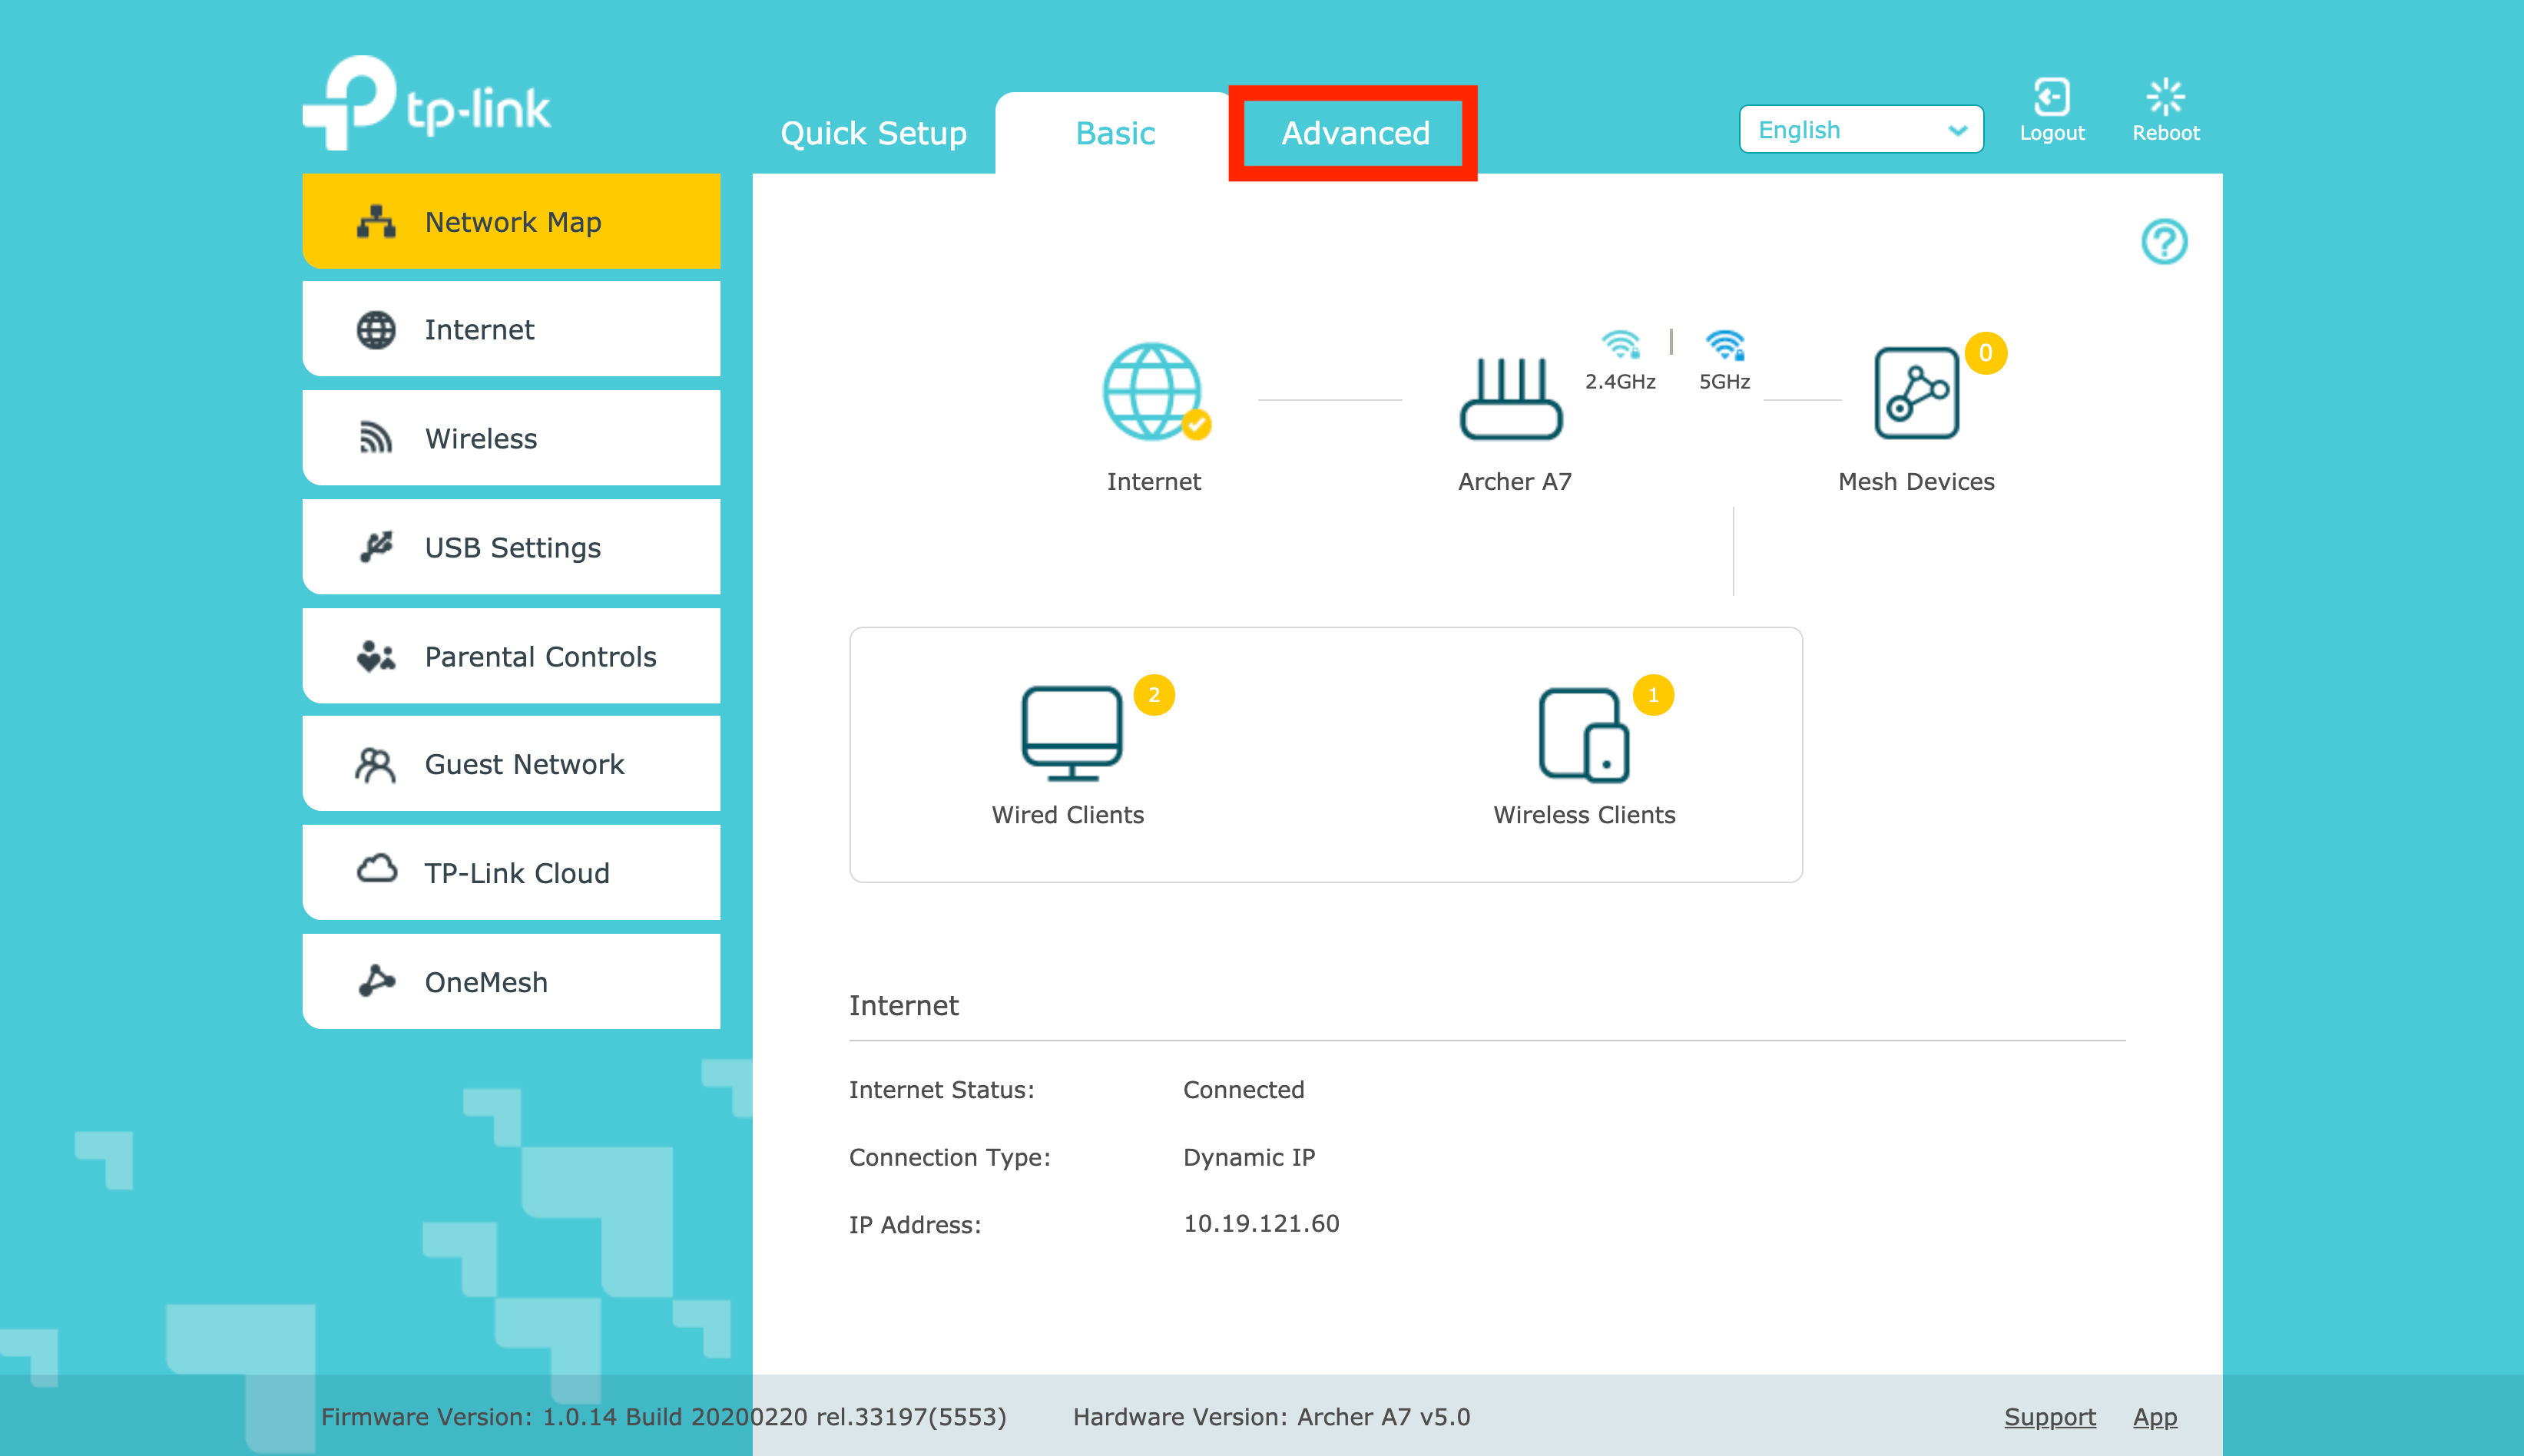 tp-link
Quick Setup
Basic
Advanced
English
Logout
Reboot
Network Map
Internet
Wireless
USB Settings
Parental Controls
Guest Network
TP-Link Cloud
OneMesh
?
2.4GHz | 5GHz
0
Internet
Archer A7
Mesh Devices
2
1
Wired Clients
Wireless Clients
Internet
Internet Status: Connected
Connection Type: Dynamic IP
IP Address: 10.19.121.60
Firmware Version: 1.0.14 Build 20200220 rel.33197(5553) Hardware Version: Archer A7 v5.0 Support App